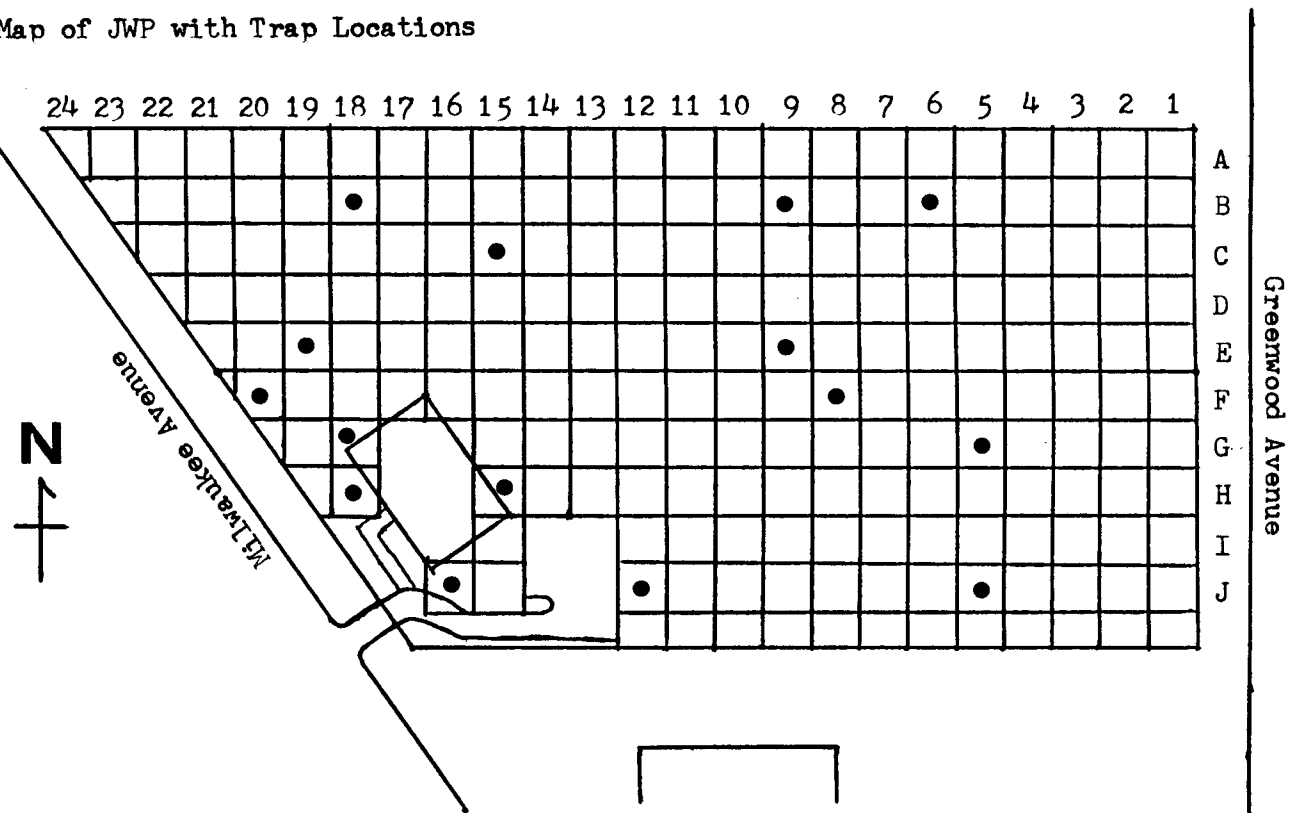 Map of JWP with Trap Locations
24 23 22 21 20 19 18 17 16 15 14 13 12 11 10 9 8 7 6 5 4 3 2 1
A
B
C
D
E
F
G
H
I
J
Milwaukee Avenue
N
Greenwood Avenue